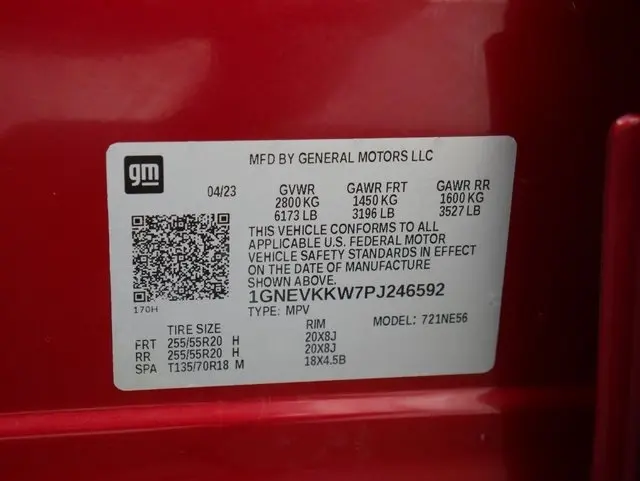 gm
MFD BY GENERAL MOTORS LLC
04/23 GVWR GAWR FRT GAWR RR
2800 KG 1450 KG 1600 KG
6173 LB 3196 LB 3527 LB
THIS VEHICLE CONFORMS TO ALL
APPLICABLE U.S. FEDERAL MOTOR
VEHICLE SAFETY STANDARDS IN EFFECT
ON THE DATE OF MANUFACTURE
SHOWN ABOVE.
1GNEVKKW7PJ246592
170H
TYPE: MPV MODEL: 721NE56
TIRE SIZE RIM
FRT 255/55R20 H 20X8J
RR 255/55R20 H 20X8J
SPA T135/70R18 M 18X4.5B